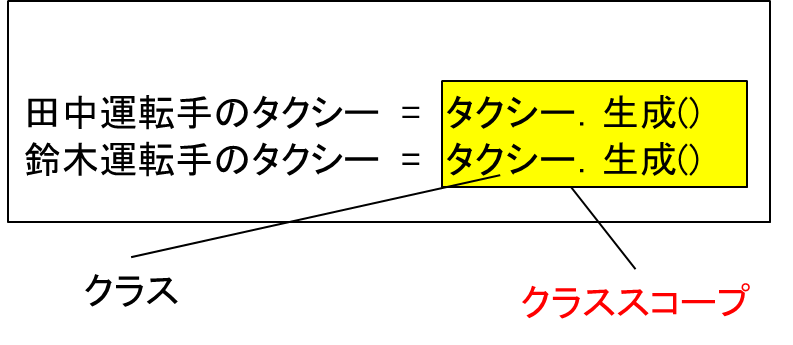 田中運転手のタクシー = タクシー. 生成()
鈴木運転手のタクシー = タクシー. 生成()
クラス
クラススコープ